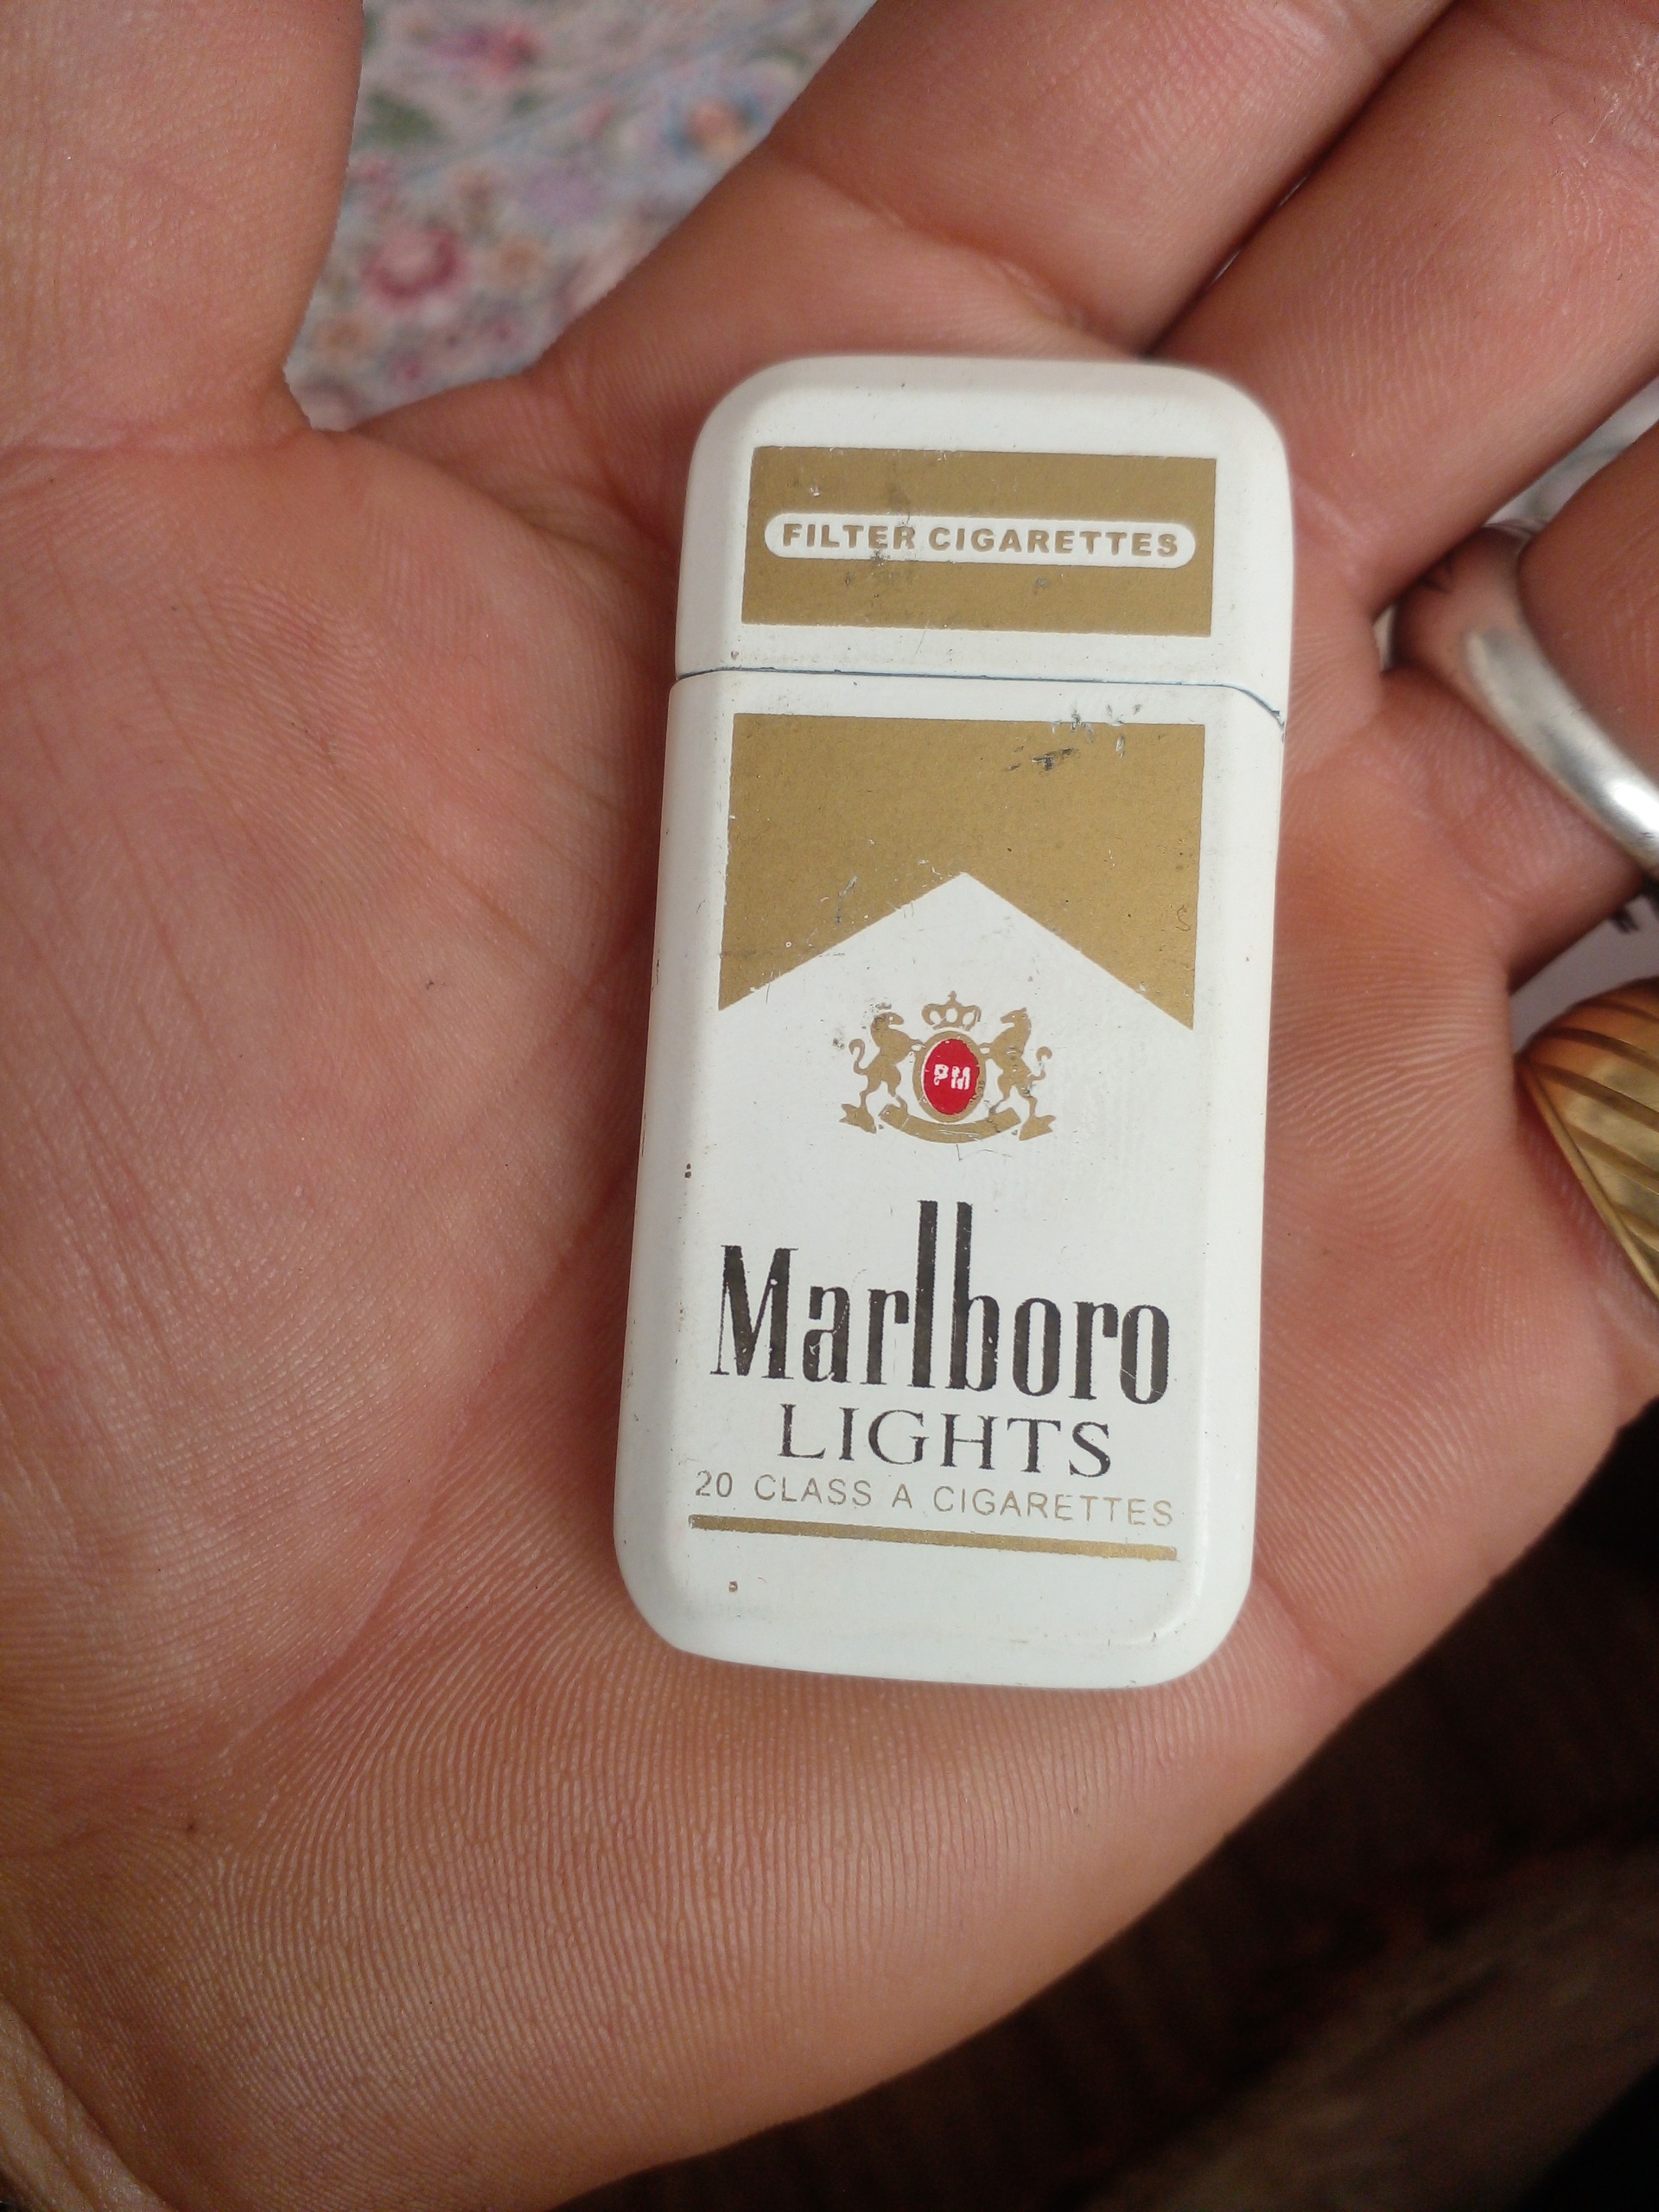 FILTER CIGARETTES
PM
Marlboro
LIGHTS
20 CLASS A CIGARETTES